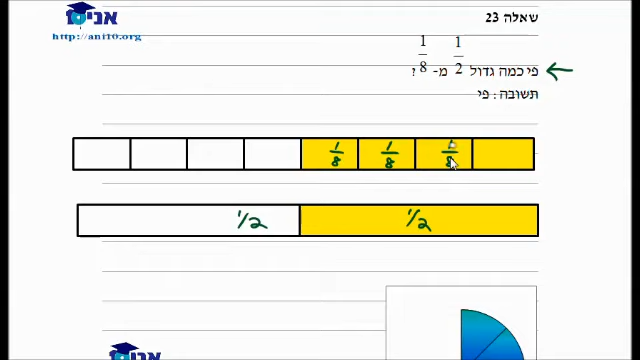 אני10
http://ani10.org
שאלה 23
פי כמה גדול 1/2 מ- 1/8 ?
תשובה : פי
1/8 1/8 1/8
1/2 1/2
אני10